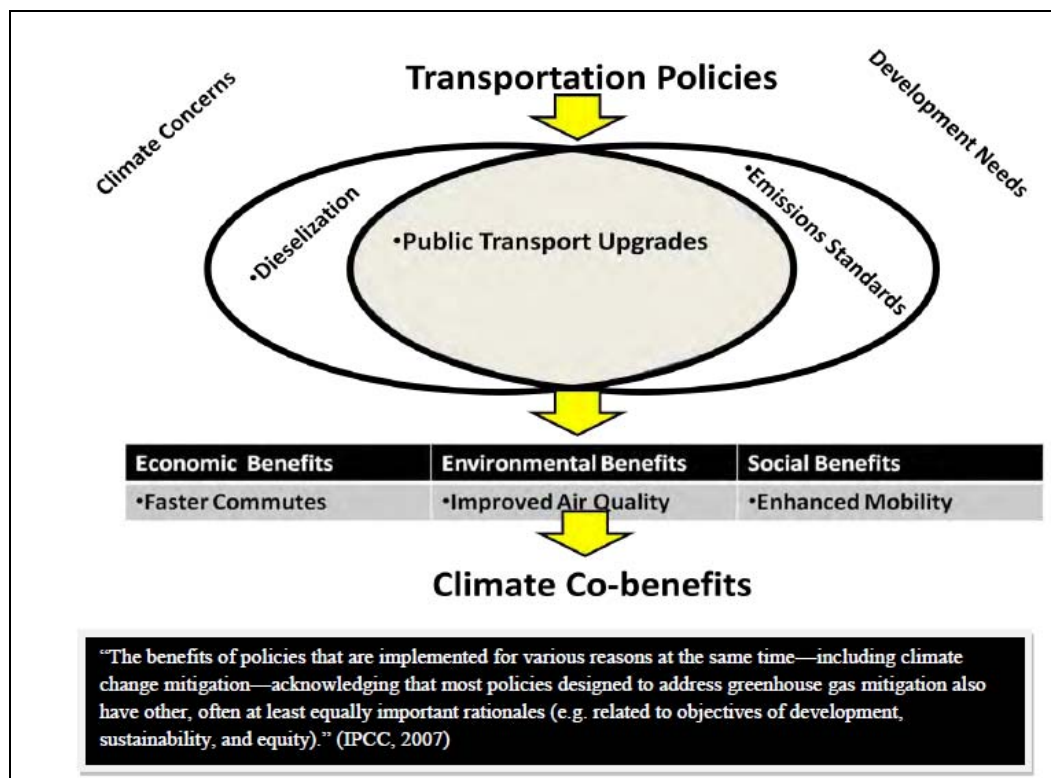 Transportation Policies
Climate Concerns
Development Needs
•Dieselization
•Public Transport Upgrades
•Emissions Standards
Economic Benefits Environmental Benefits Social Benefits
•Faster Commutes •Improved Air Quality •Enhanced Mobility
Climate Co-benefits
“The benefits of policies that are implemented for various reasons at the same time—including climate
change mitigation—acknowledging that most policies designed to address greenhouse gas mitigation also
have other, often at least equally important rationales (e.g. related to objectives of development,
sustainability, and equity).” (IPCC, 2007)